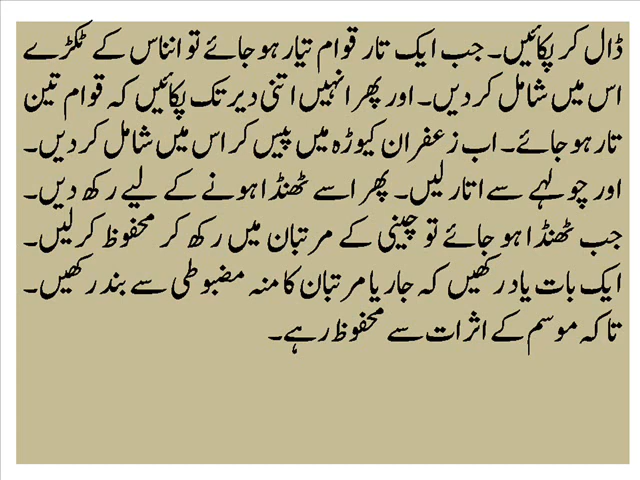 ڈال کر پکائیں۔ جب ایک تار قوام تیار ہو جائے تو انناس کے ٹکڑے
اس میں شامل کر دیں۔ اور پھر انہیں اتنی دیر تک پکائیں کہ قوام تین
تار ہو جائے۔ اب زعفران کیوڑہ میں پیس کر اس میں شامل کر دیں۔
اور چولہے سے اتار لیں۔ پھر اسے ٹھنڈا ہونے کے لیے رکھ دیں۔
جب ٹھنڈا ہو جائے تو چینی کے مرتبان میں رکھ کر محفوظ کر لیں۔
ایک بات یاد رکھیں کہ جار یا مرتبان کا منہ مضبوطی سے بند رکھیں۔
تا کہ موسم کے اثرات سے محفوظ رہے۔